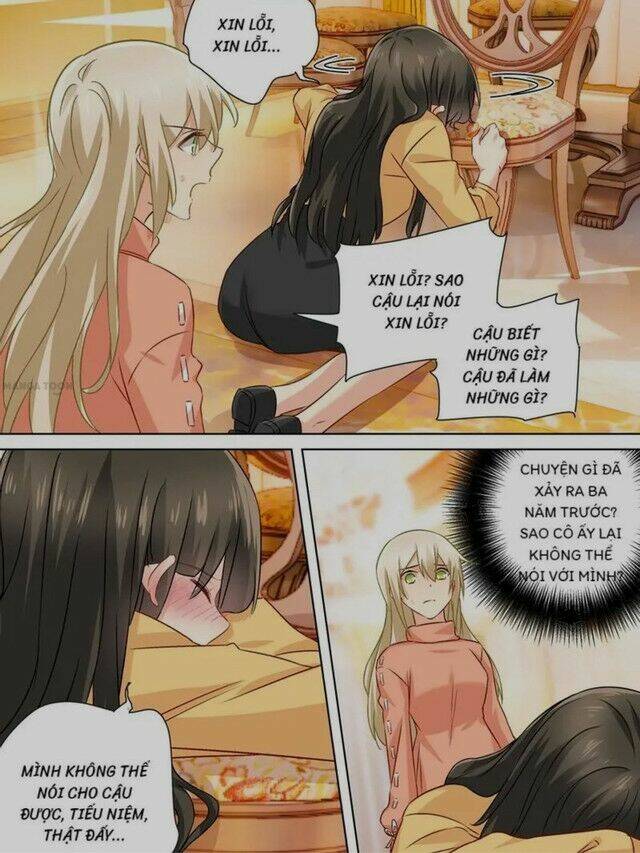 XIN LỖI,
XIN LỖI...
XIN LỖI? SAO
CẬU LẠI NÓI
XIN LỖI?
CẬU BIẾT
NHỮNG GÌ?
CẬU ĐÃ LÀM
NHỮNG GÌ?
MANGA TOON
MÌNH KHÔNG THỂ
NÓI CHO CẬU
ĐƯỢC, TIỂU NIỆM,
THẬT ĐẤY...
CHUYỆN GÌ ĐÃ
XẢY RA BA
NĂM TRƯỚC?
SAO CÔ ẤY LẠI
KHÔNG THỂ
NÓI VỚI MÌNH?